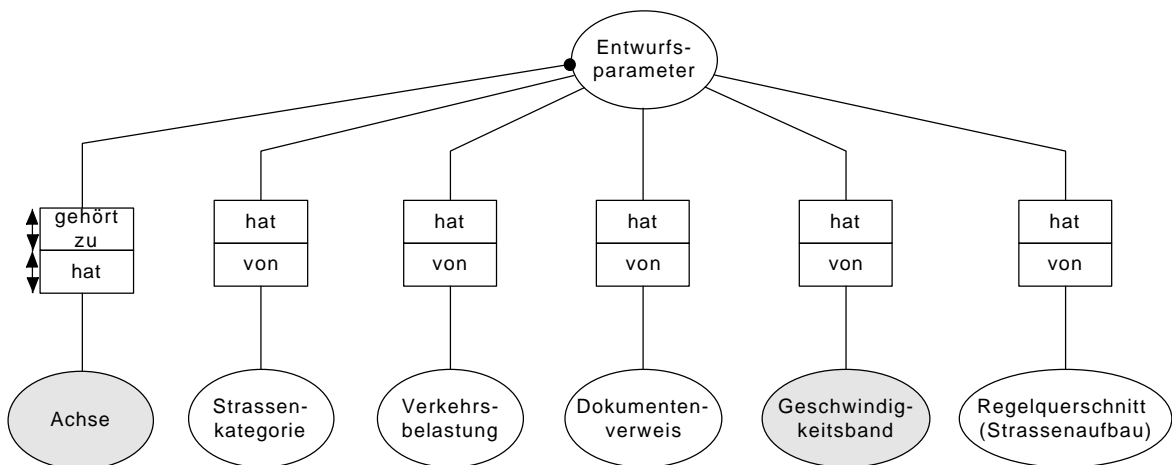 Entwurfs-
parameter
gehört
zu
hat
hat
von
hat
von
hat
von
hat
von
hat
von
Achse
Strassen-
kategorie
Verkehrs-
belastung
Dokumenten-
verweis
Geschwindig-
keitsband
Regelquerschnitt
(Strassenaufbau)